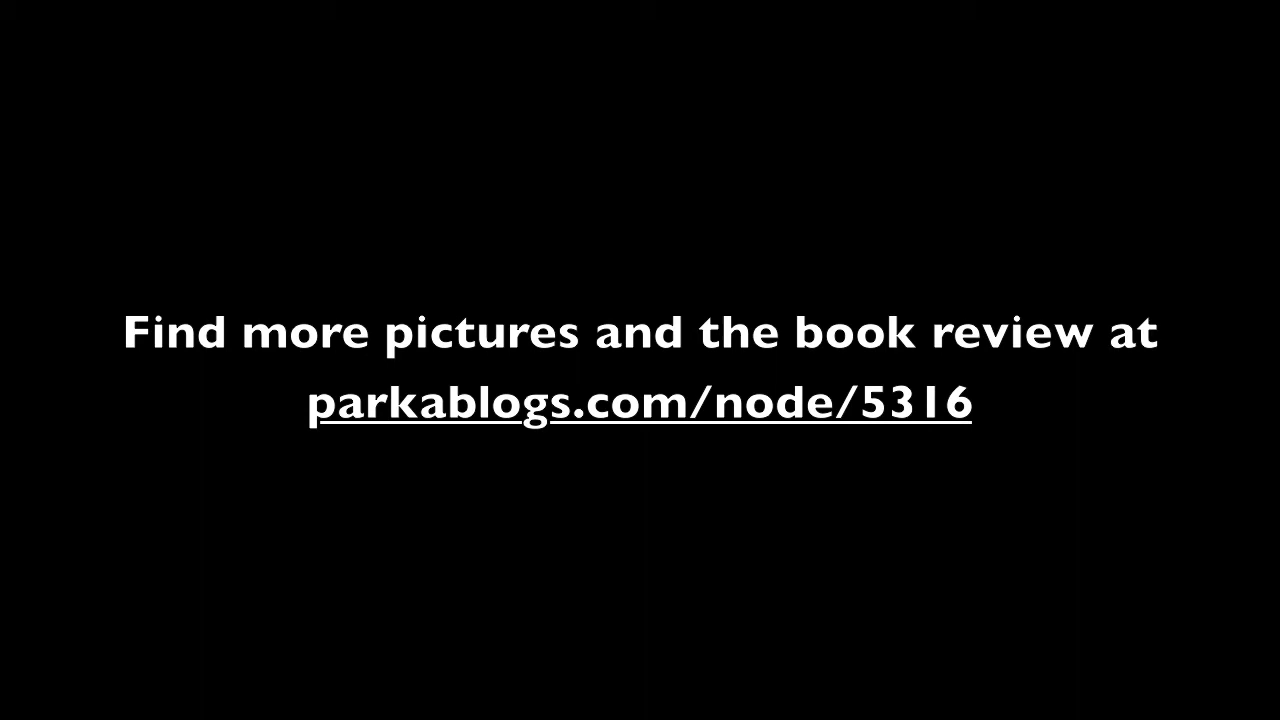 Find more pictures and the book review at
parkablogs.com/node/5316